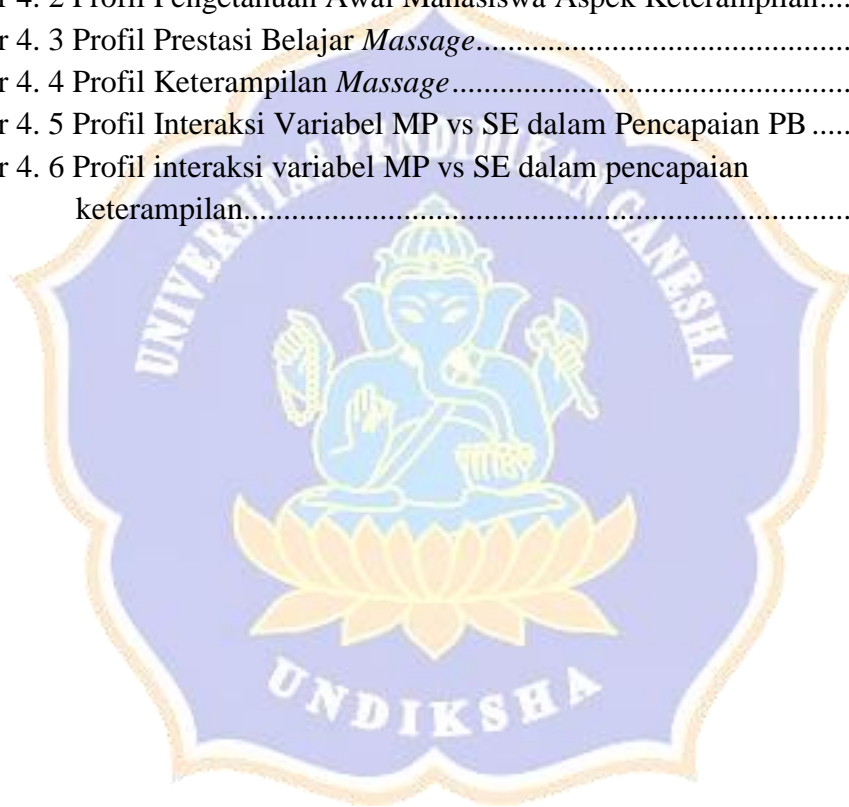 r 4. 2 Profil Pengetahuan Awal Mahasiswa Aspek Keterampilan....
r 4. 3 Profil Prestasi Belajar Massage.....................................................
r 4. 4 Profil Keterampilan Massage........................................................
r 4. 5 Profil Interaksi Variabel MP vs SE dalam Pencapaian PB.....
r 4. 6 Profil interaksi variabel MP vs SE dalam pencapaian
keterampilan..................................................................................
UNIVERSITAS PENDIDIKAN GANESHA
UNDIKSHA